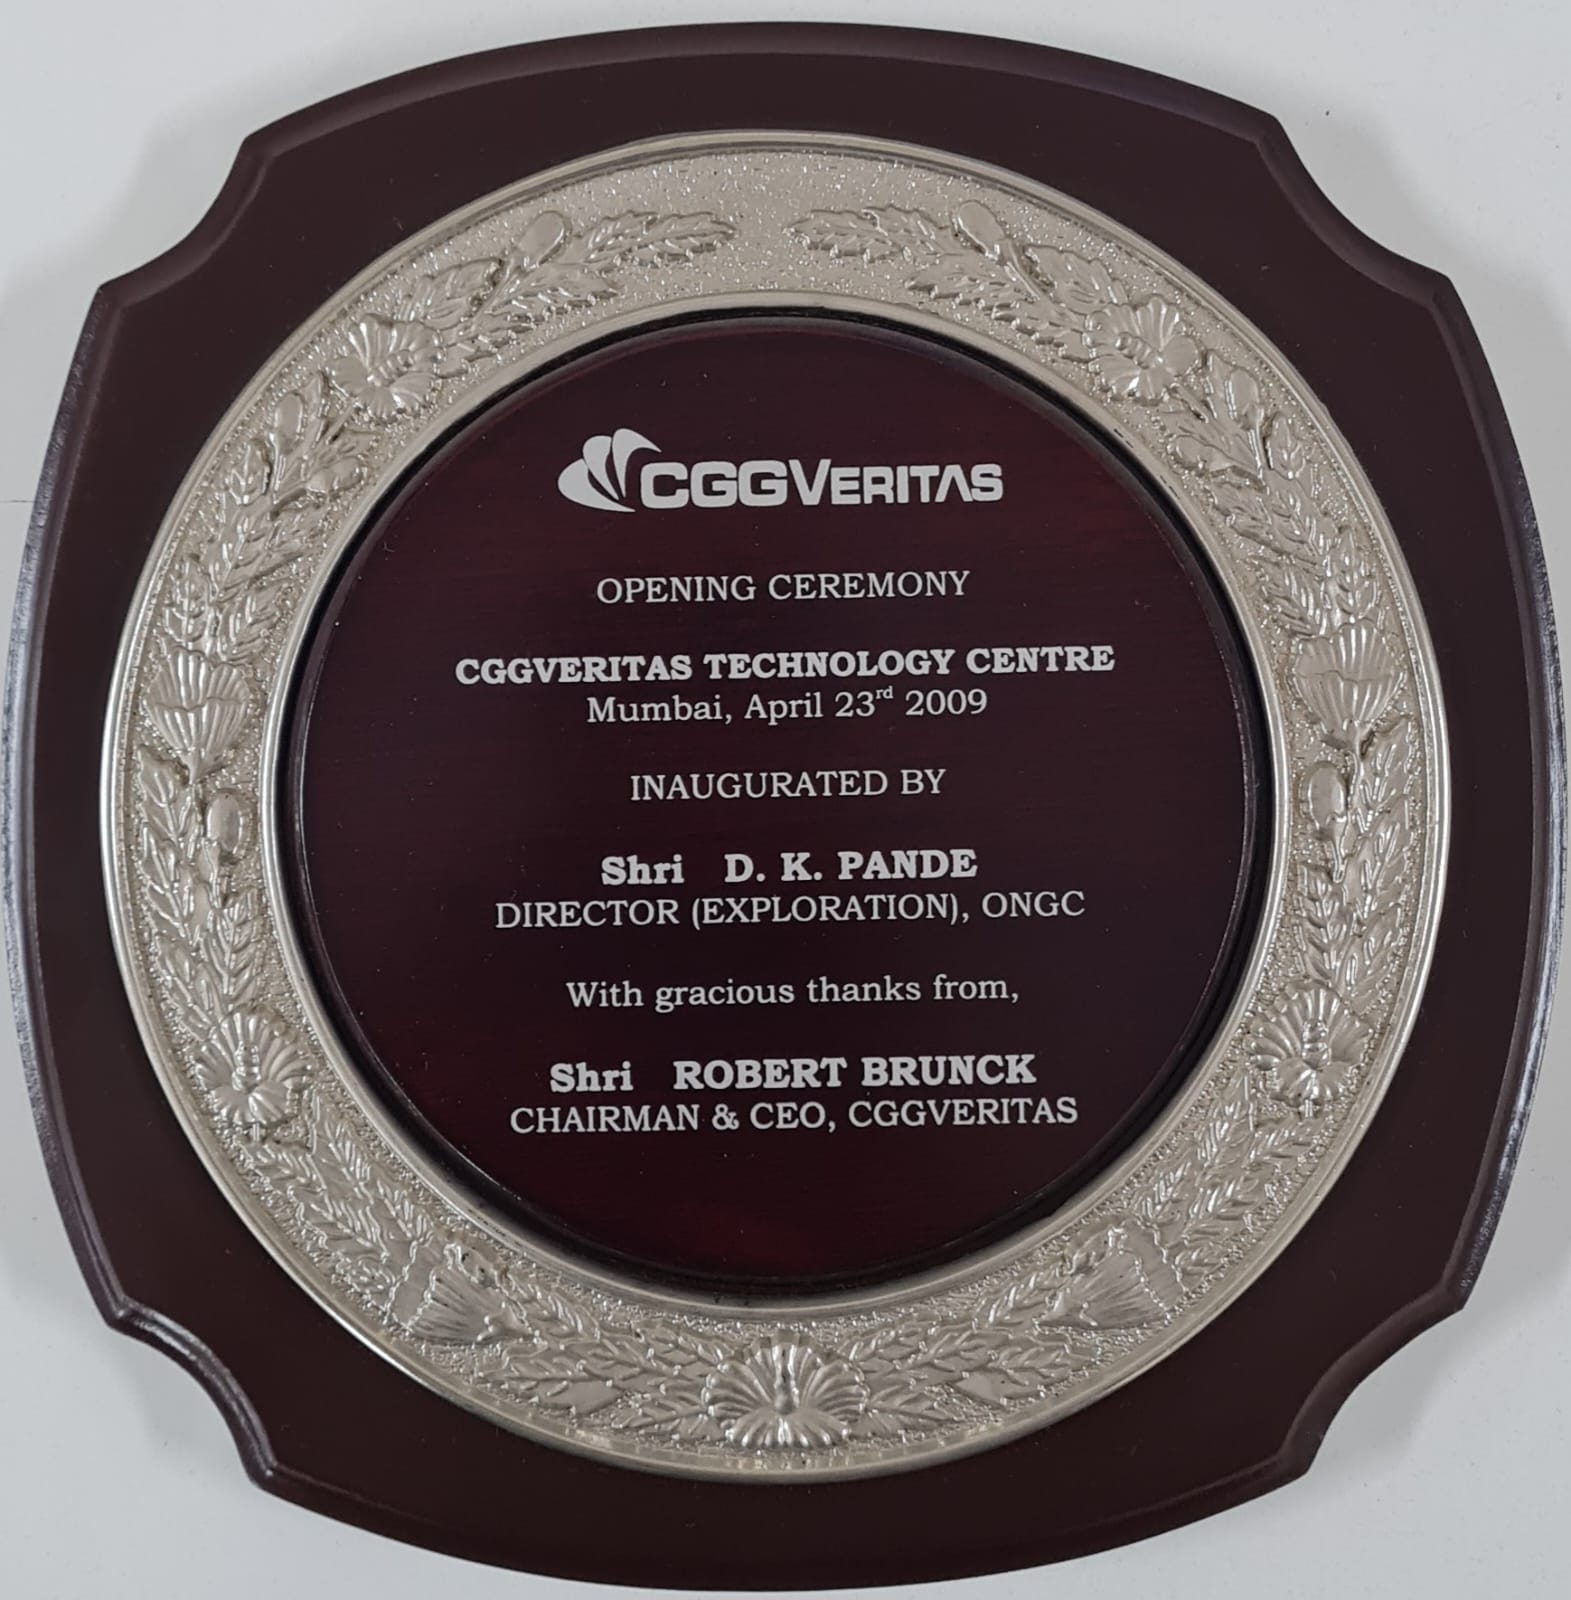 CGGVERITAS
OPENING CEREMONY
CGGVERITAS TECHNOLOGY CENTRE
Mumbai, April 23rd 2009
INAUGURATED BY
Shri D. K. PANDE
DIRECTOR (EXPLORATION), ONGC
With gracious thanks from,
Shri ROBERT BRUNCK
CHAIRMAN & CEO, CGGVERITAS